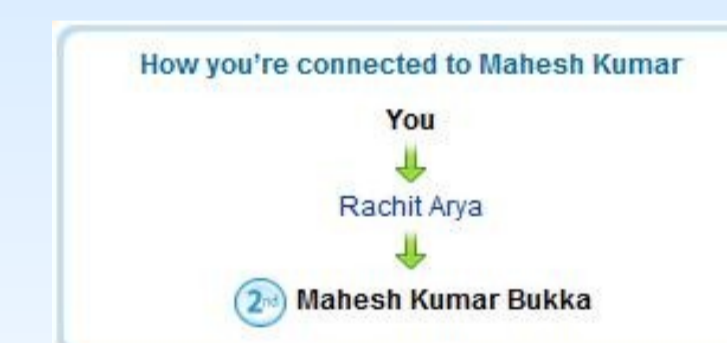 How you're connected to Mahesh Kumar
You
Rachit Arya
2nd Mahesh Kumar Bukka